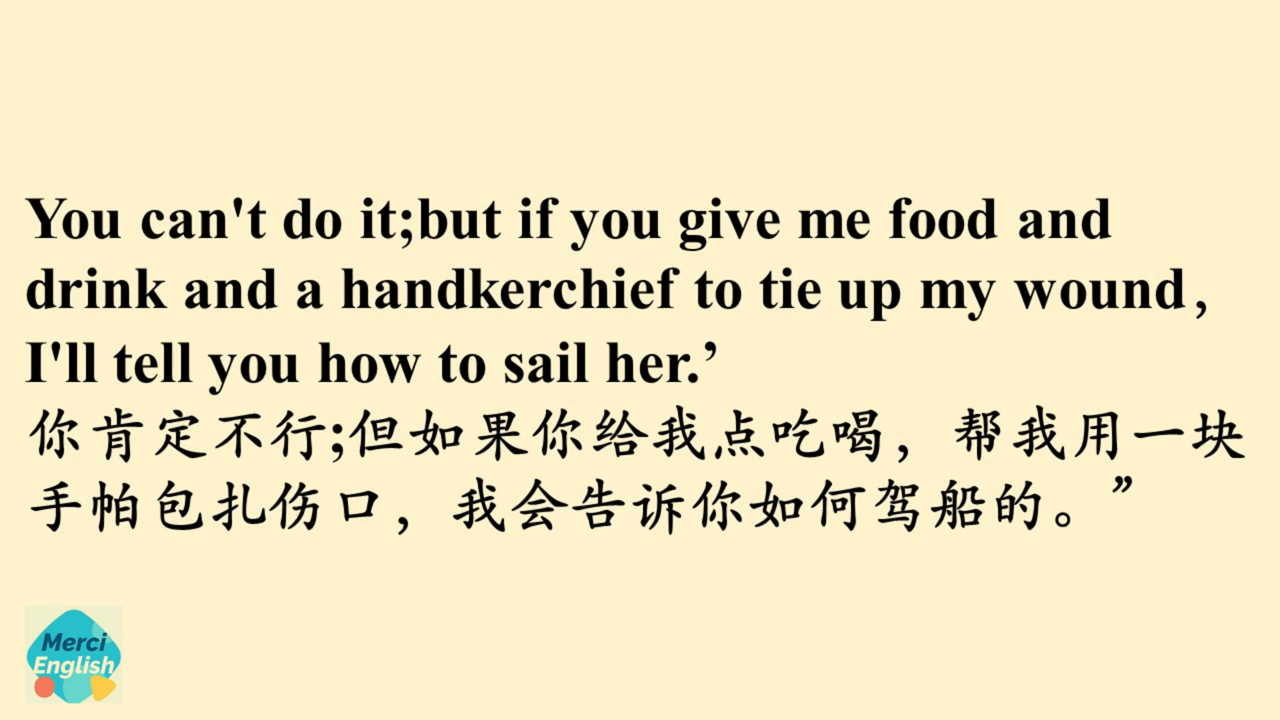 You can't do it;but if you give me food and
drink and a handkerchief to tie up my wound,
I'll tell you how to sail her.’
你肯定不行;但如果你给我点吃喝，帮我用一块
手帕包扎伤口，我会告诉你如何驾船的。”
Merci
English